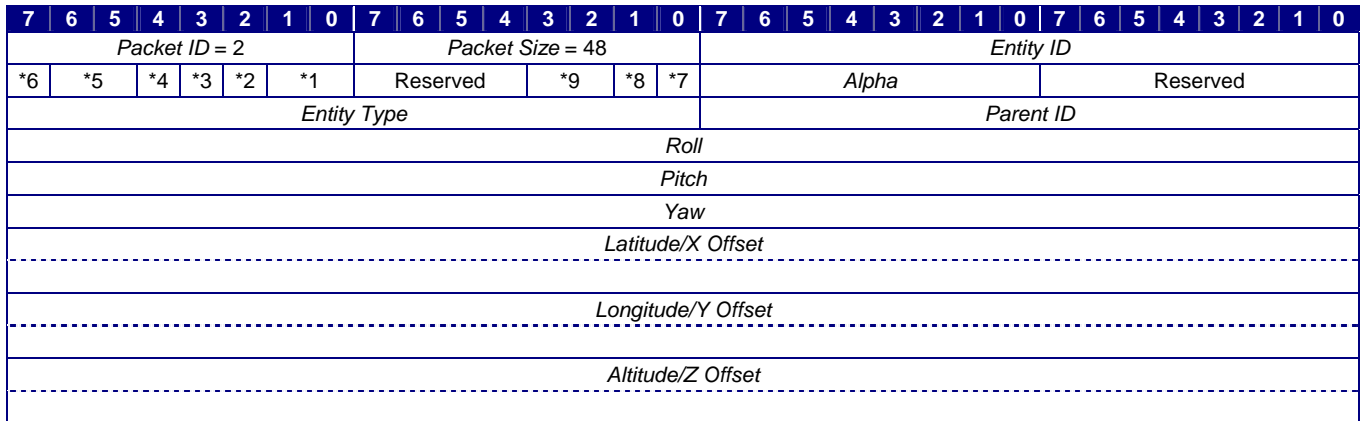 7 6 5 4 3 2 1 0 7 6 5 4 3 2 1 0 7 6 5 4 3 2 1 0 7 6 5 4 3 2 1 0
Packet ID = 2 Packet Size = 48 Entity ID
*6 *5 *4 *3 *2 *1 Reserved *9 *8 *7 Alpha Reserved
Entity Type Parent ID
Roll
Pitch
Yaw
Latitude/X Offset
Longitude/Y Offset
Altitude/Z Offset